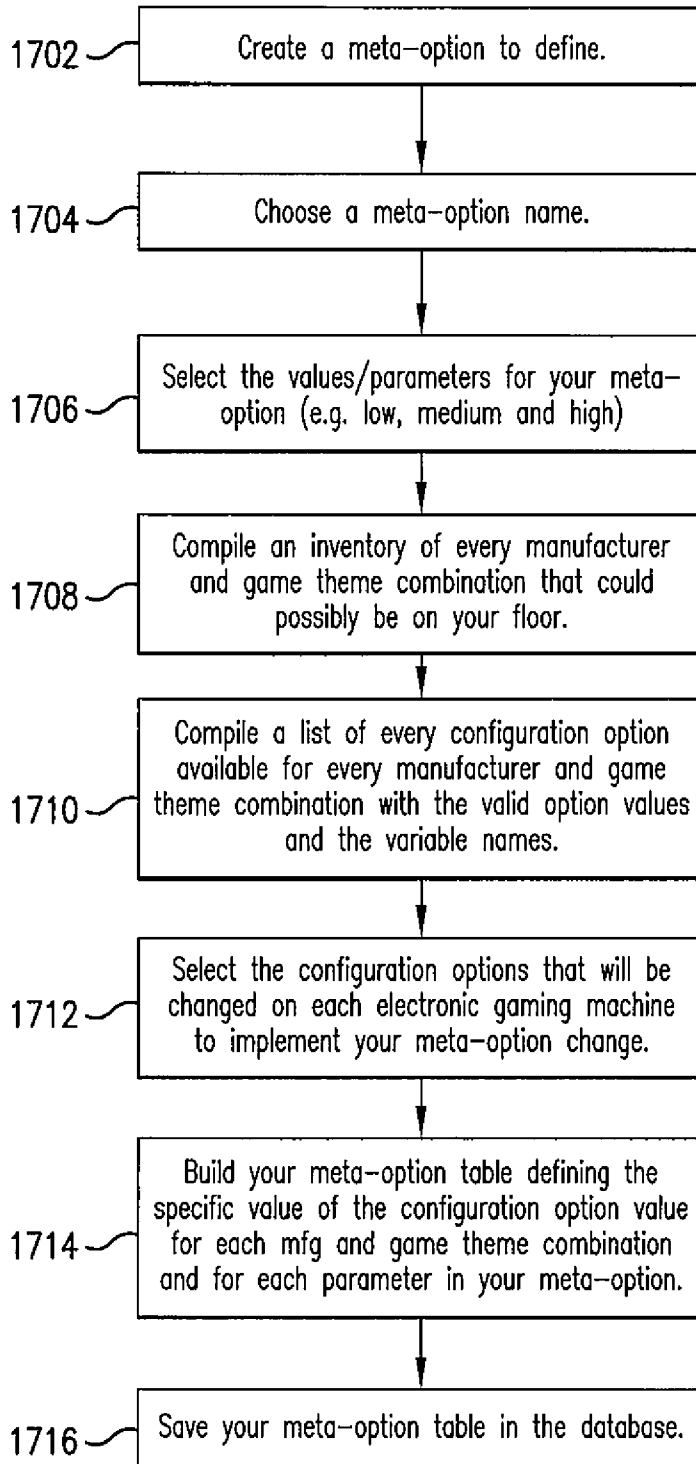 1702
Create a meta-option to define.
1704
Choose a meta-option name.
1706
Select the values/parameters for your meta-
option (e.g. low, medium and high)
1708
Compile an inventory of every manufacturer
and game theme combination that could
possibly be on your floor.
1710
Compile a list of every configuration option
available for every manufacturer and game
theme combination with the valid option values
and the variable names.
1712
Select the configuration options that will be
changed on each electronic gaming machine
to implement your meta-option change.
1714
Build your meta-option table defining the
specific value of the configuration option value
for each mfg and game theme combination
and for each parameter in your meta-option.
1716
Save your meta-option table in the database.